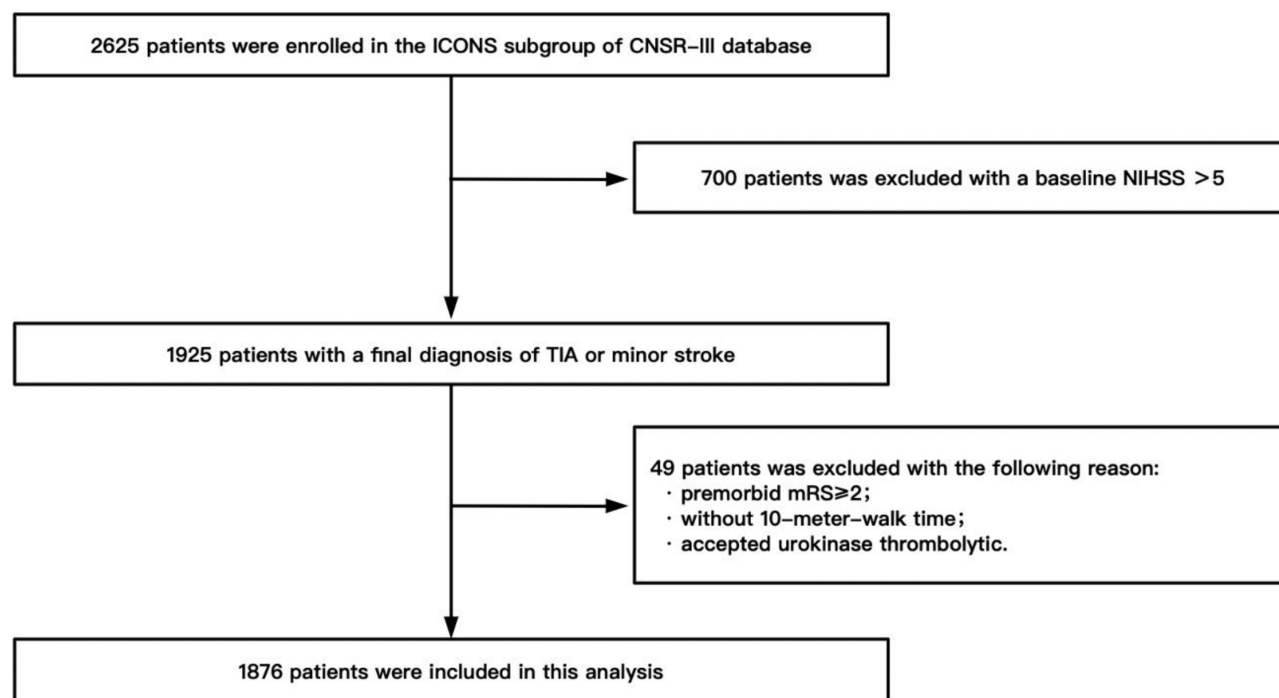 2625 patients were enrolled in the ICONS subgroup of CNSR–III database
700 patients was excluded with a baseline NIHSS >5
1925 patients with a final diagnosis of TIA or minor stroke
49 patients was excluded with the following reason:
· premorbid mRS≥2;
· without 10–meter–walk time;
· accepted urokinase thrombolytic.
1876 patients were included in this analysis